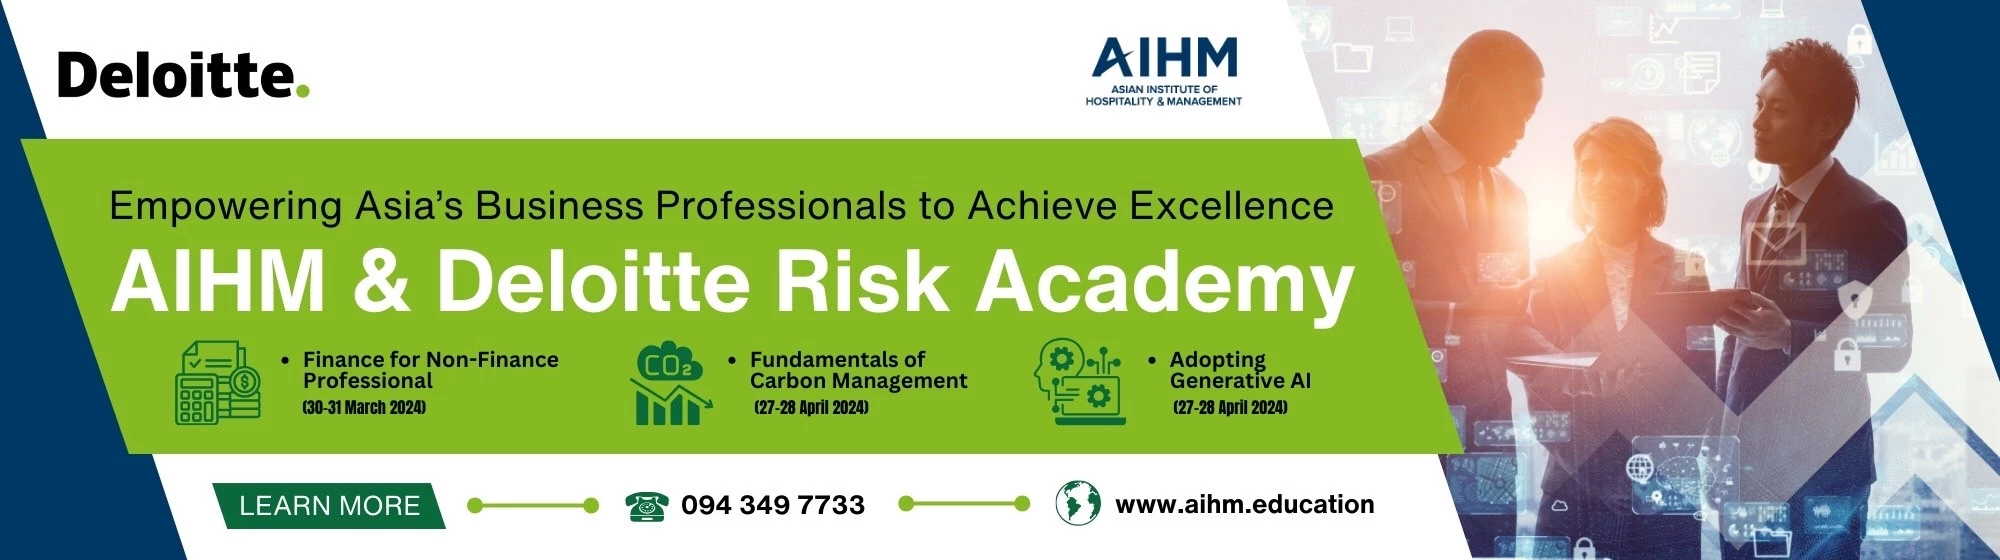 Deloitte.
AIHM
ASIAN INSTITUTE OF
HOSPITALITY & MANAGEMENT
Empowering Asia's Business Professionals to Achieve Excellence
AIHM & Deloitte Risk Academy
• Finance for Non-Finance
Professional
(30-31 March 2024)
CO₂
• Fundamentals of
Carbon Management
(27-28 April 2024)
• Adopting
Generative AI
(27-28 April 2024)
LEARN MORE
094 349 7733
www.aihm.education